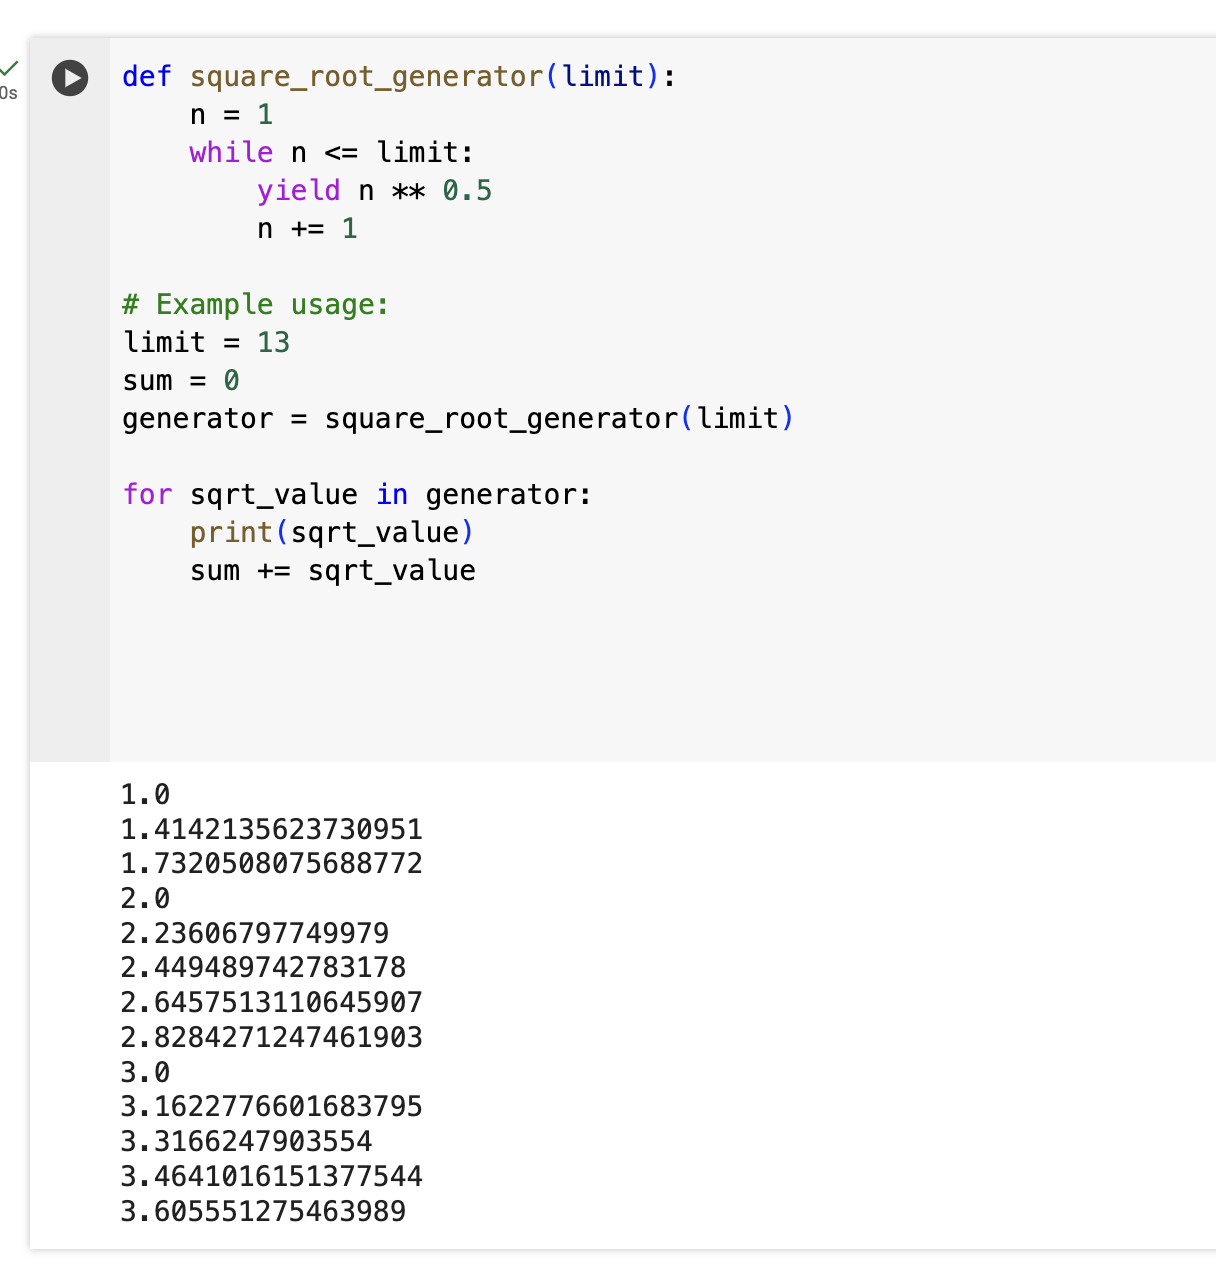 0s
def square_root_generator(limit):
    n = 1
    while n <= limit:
        yield n ** 0.5
        n += 1
# Example usage:
limit = 13
sum = 0
generator = square_root_generator(limit)
for sqrt_value in generator:
    print(sqrt_value)
    sum += sqrt_value
1.0
1.4142135623730951
1.7320508075688772
2.0
2.23606797749979
2.449489742783178
2.6457513110645907
2.8284271247461903
3.0
3.1622776601683795
3.3166247903554
3.4641016151377544
3.605551275463989